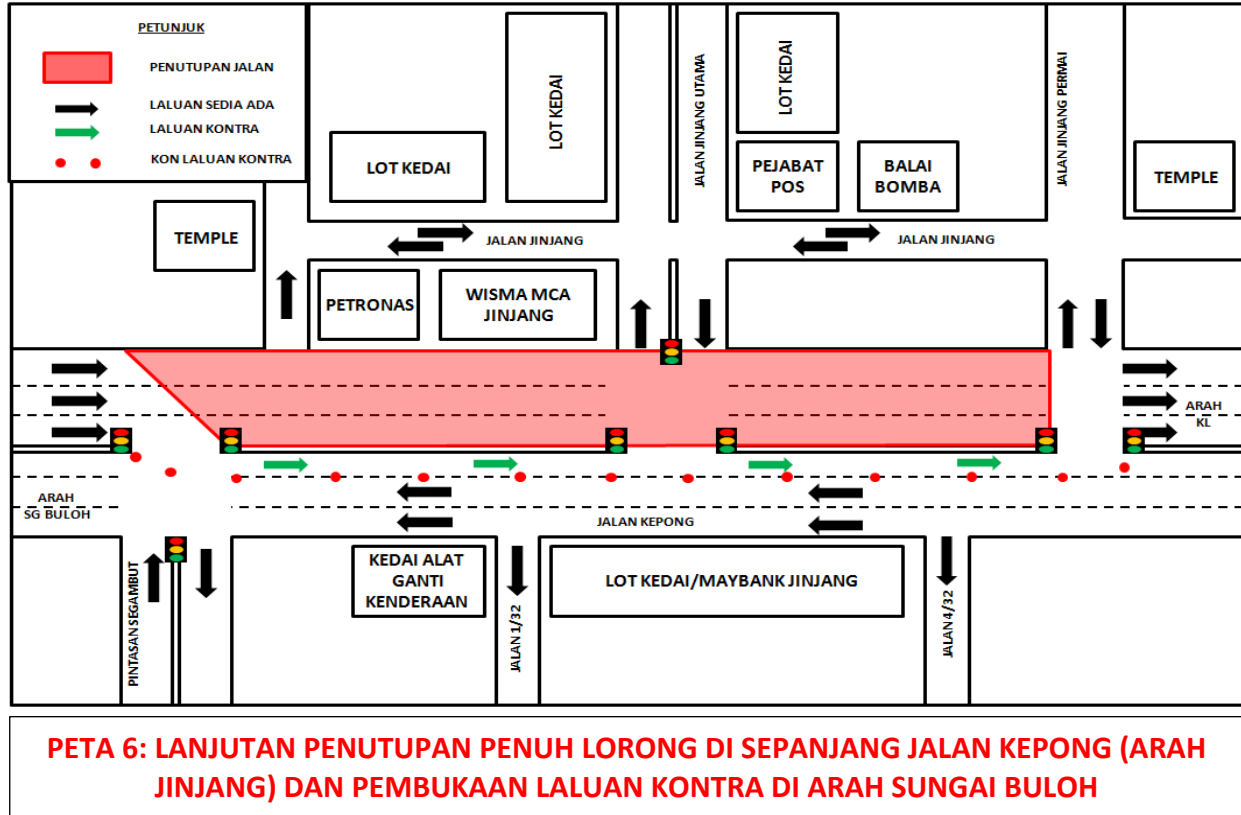 PETUNJUK
PENUTUPAN JALAN
LALUAN SEDIA ADA
LALUAN KONTRA
KON LALUAN KONTRA
LOT KEDAI
LOT KEDAI
JALAN JINJANG UTAMA
LOT KEDAI
PEJABAT
POS
BALAI
BOMBA
JALAN JINJANG PERMAI
TEMPLE
TEMPLE
JALAN JINJANG
JALAN JINJANG
PETRONAS
WISMA MCA
JINJANG
ARAH
KL
ARAH
SG BULOH
JALAN KEPONG
PINTASAN SEGAMBUT
KEDAI ALAT
GANTI
KENDERAAN
JALAN 1/32
LOT KEDAI/MAYBANK JINJANG
JALAN 4/32
PETA 6: LANJUTAN PENUTUPAN PENUH LORONG DI SEPANJANG JALAN KEPONG (ARAH
JINJANG) DAN PEMBUKAAN LALUAN KONTRA DI ARAH SUNGAI BULOH